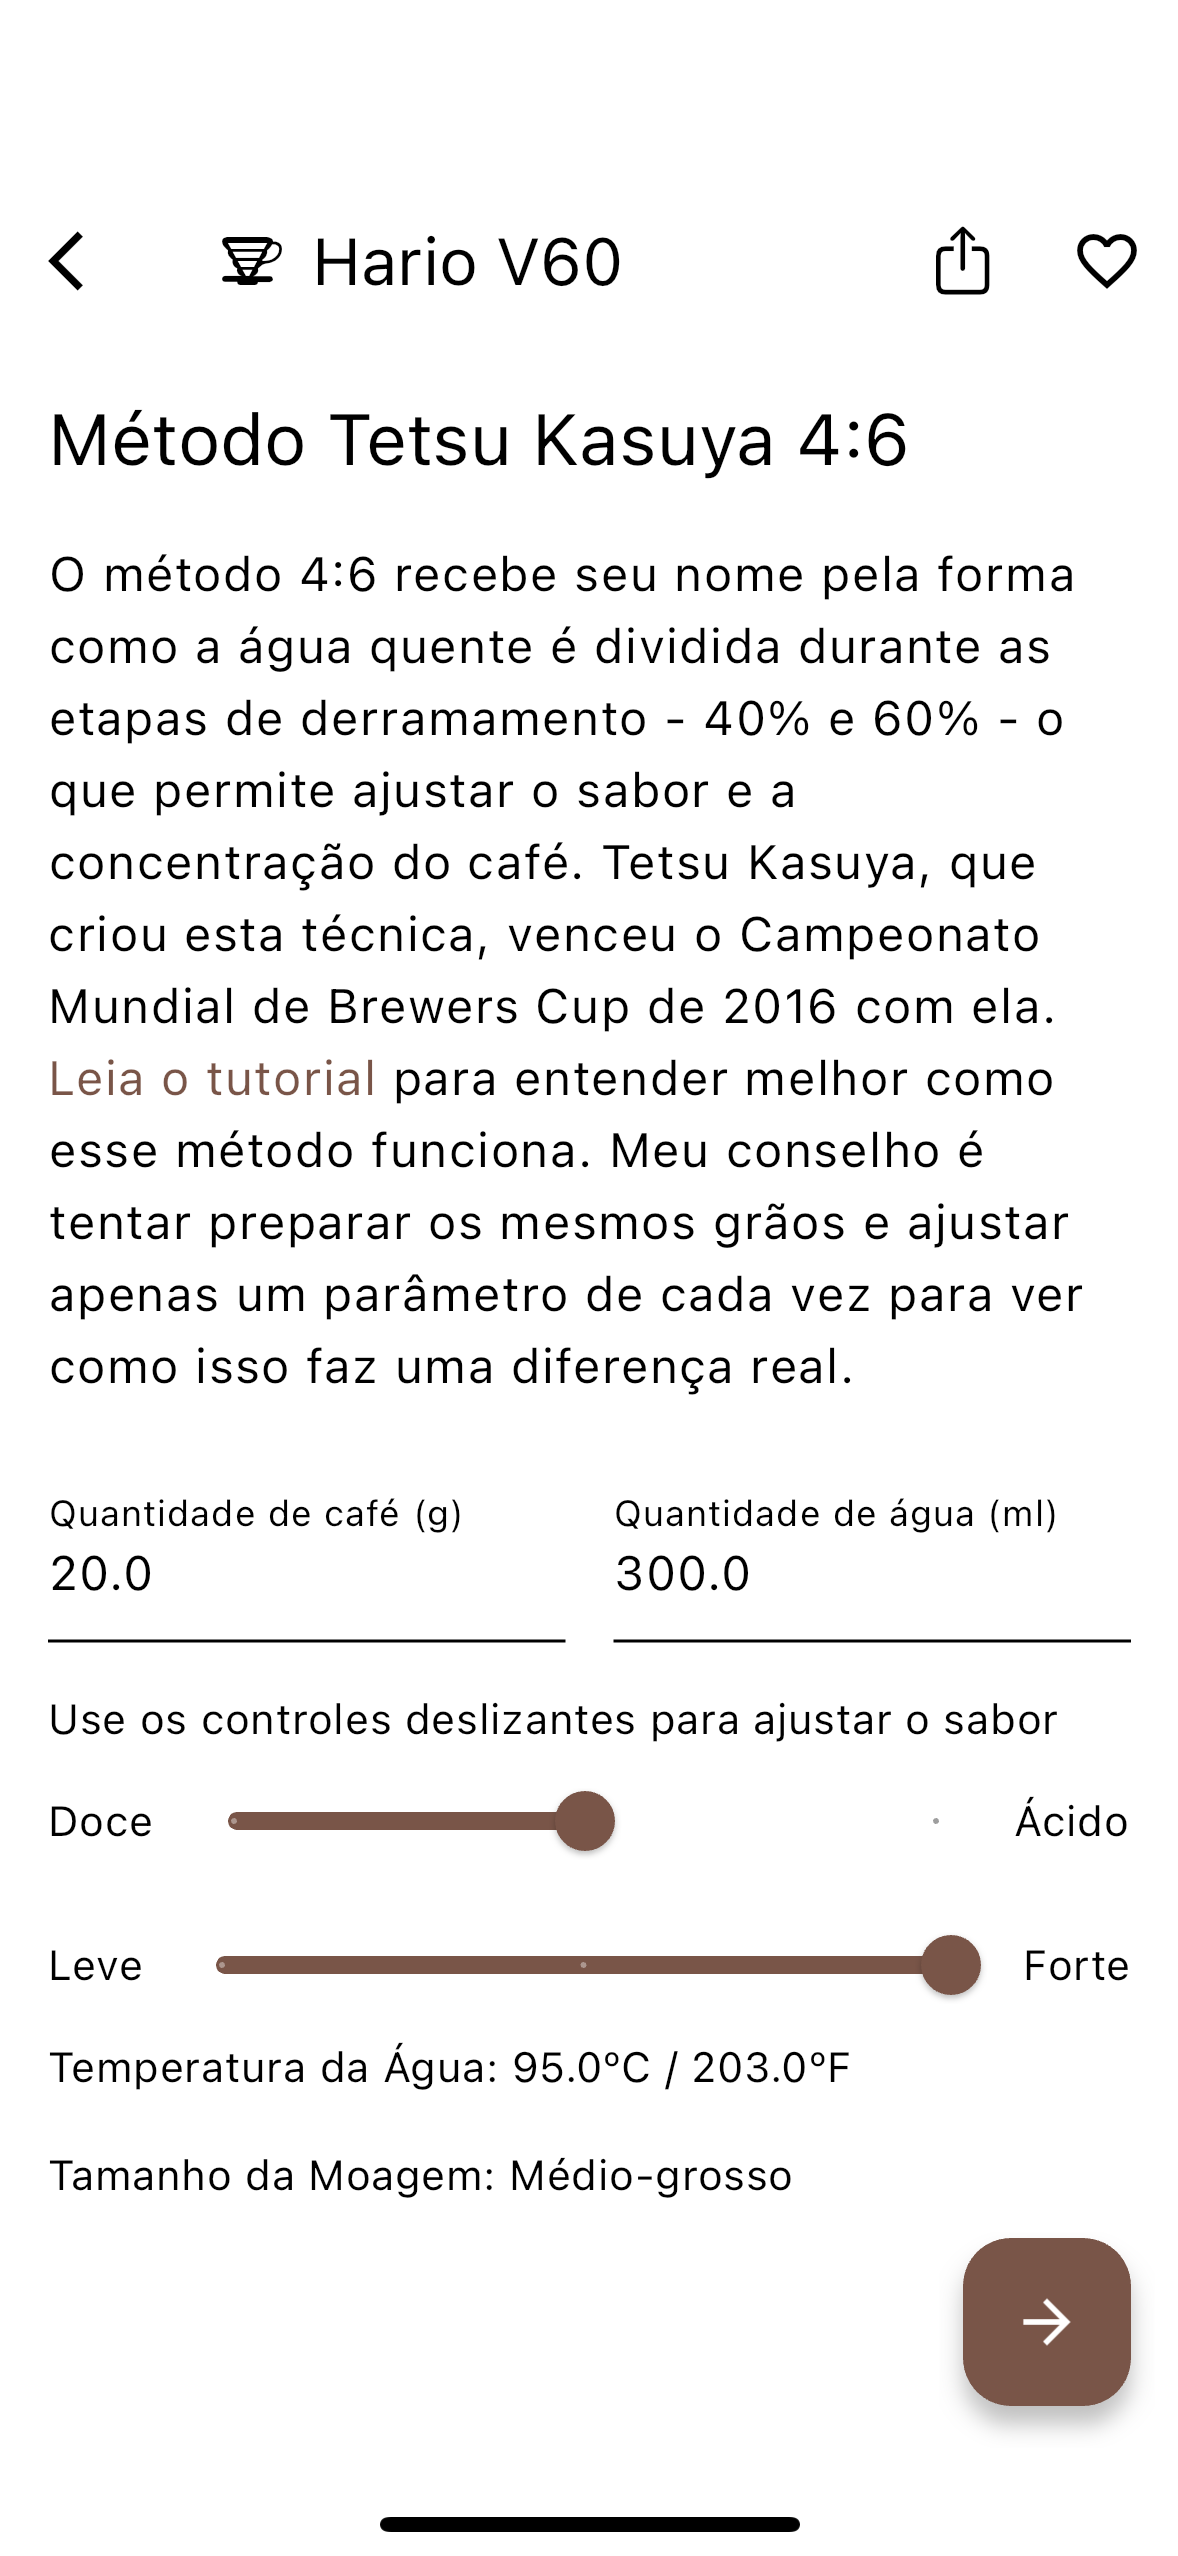 Hario V60
Método Tetsu Kasuya 4:6
O método 4:6 recebe seu nome pela forma
como a água quente é dividida durante as
etapas de derramamento - 40% e 60% - o
que permite ajustar o sabor e a
concentração do café. Tetsu Kasuya, que
criou esta técnica, venceu o Campeonato
Mundial de Brewers Cup de 2016 com ela.
Leia o tutorial para entender melhor como
esse método funciona. Meu conselho é
tentar preparar os mesmos grãos e ajustar
apenas um parâmetro de cada vez para ver
como isso faz uma diferença real.
Quantidade de café (g)
20.0
Quantidade de água (ml)
300.0
Use os controles deslizantes para ajustar o sabor
Doce
Ácido
Leve
Forte
Temperatura da Água: 95.0ºC / 203.0ºF
Tamanho da Moagem: Médio-grosso